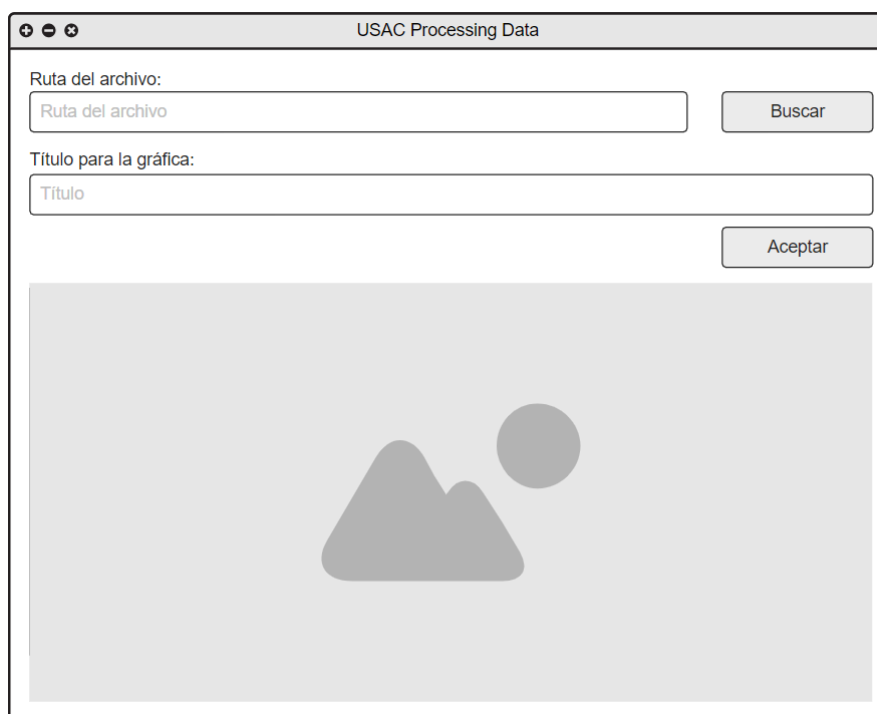 USAC Processing Data
Ruta del archivo:
Ruta del archivo
Buscar
Título para la gráfica:
Título
Aceptar